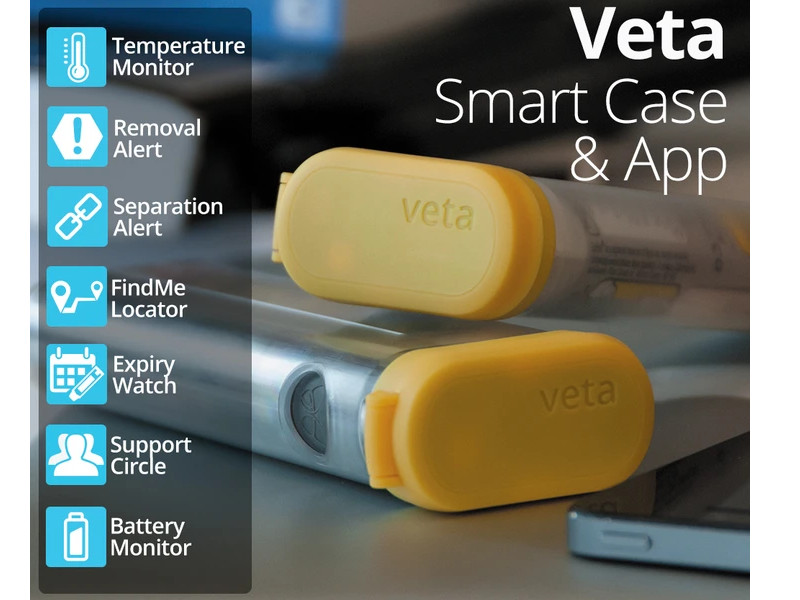 Veta
Smart Case
& App
Temperature
Monitor
Removal
Alert
Separation
Alert
FindMe
Locator
Expiry
Watch
Support
Circle
Battery
Monitor
veta
veta